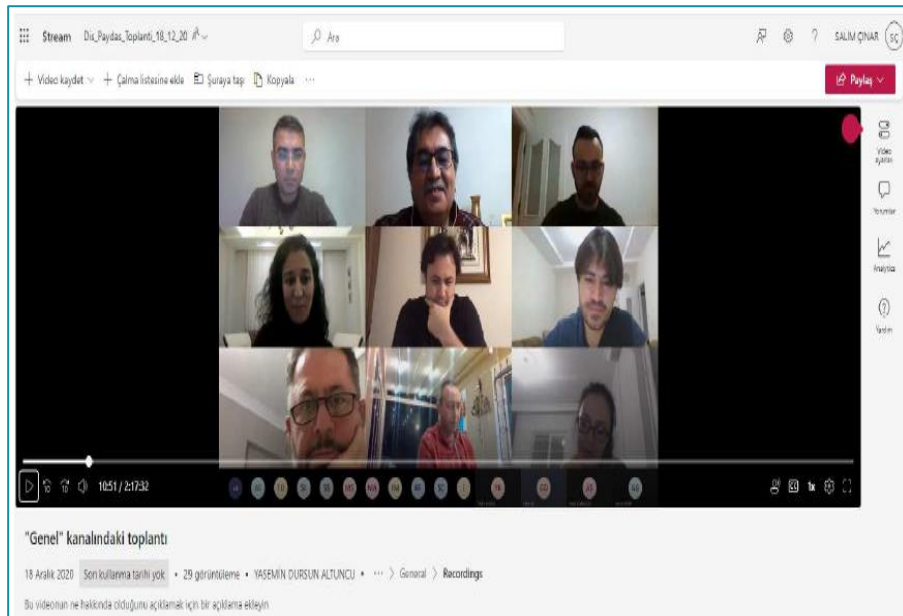 Stream Dis_Paydas_Toplanti_18_12_20
Ara
? SALIM ÇINAR SÇ
+ Video kaydet + Çalma listesine ekle Şuraya taşı Kopyala ...
Paylaş
Video ayarları
Yorumlar
Analytics
Yardım
10:51 / 2:17:32
1x
"Genel" kanalındaki toplantı
18 Aralık 2020 Son kullanma tarihi yok • 29 görüntüleme • YASEMİN DURSUN ALTUNCU • ... > General > Recordings
Bu videonun ne hakkında olduğunu açıklamak için bir açıklama ekleyin